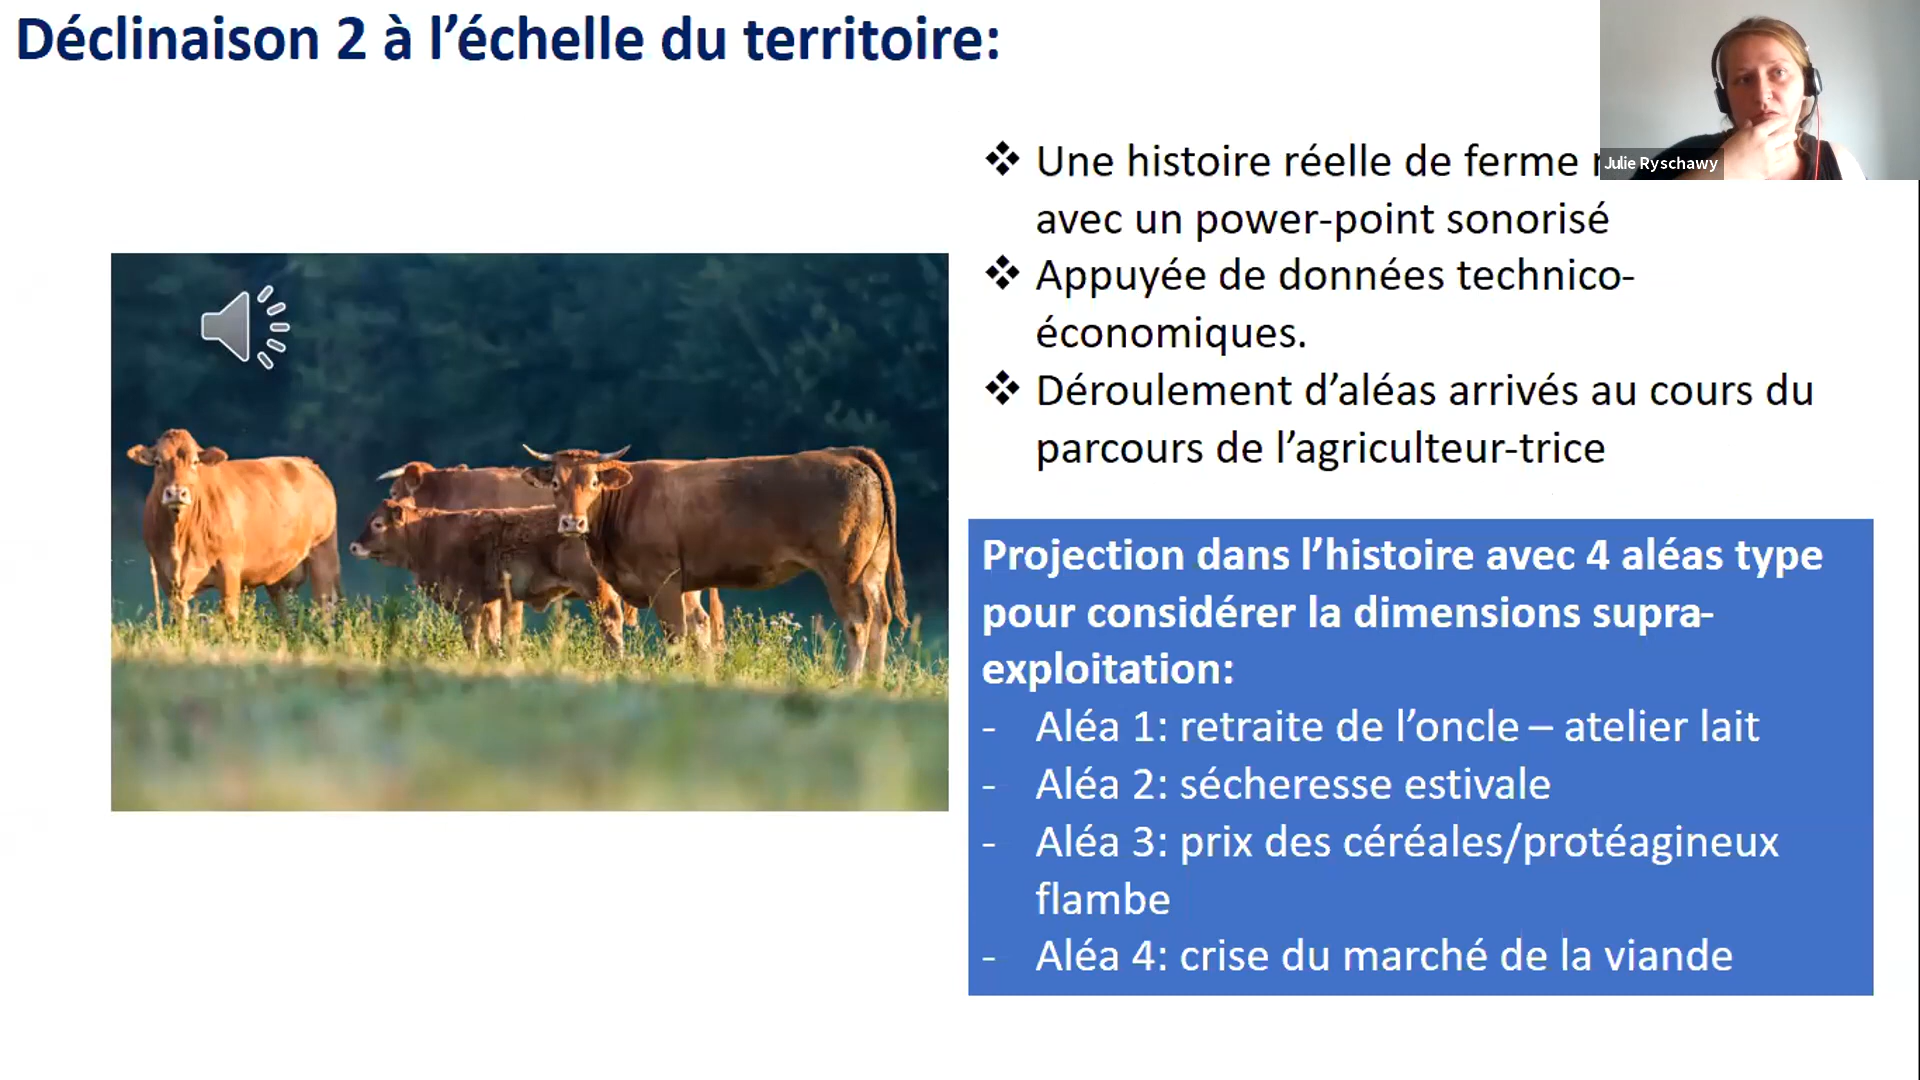 Déclinaison 2 à l’échelle du territoire:
Julie Ryschawy
❖ Une histoire réelle de ferme
avec un power-point sonorisé
❖ Appuyée de données technico-
économiques.
❖ Déroulement d’aléas arrivés au cours du
parcours de l’agriculteur-trice
Projection dans l’histoire avec 4 aléas type
pour considérer la dimensions supra-
exploitation:
- Aléa 1: retraite de l’oncle – atelier lait
- Aléa 2: sécheresse estivale
- Aléa 3: prix des céréales/protéagineux
flambe
- Aléa 4: crise du marché de la viande